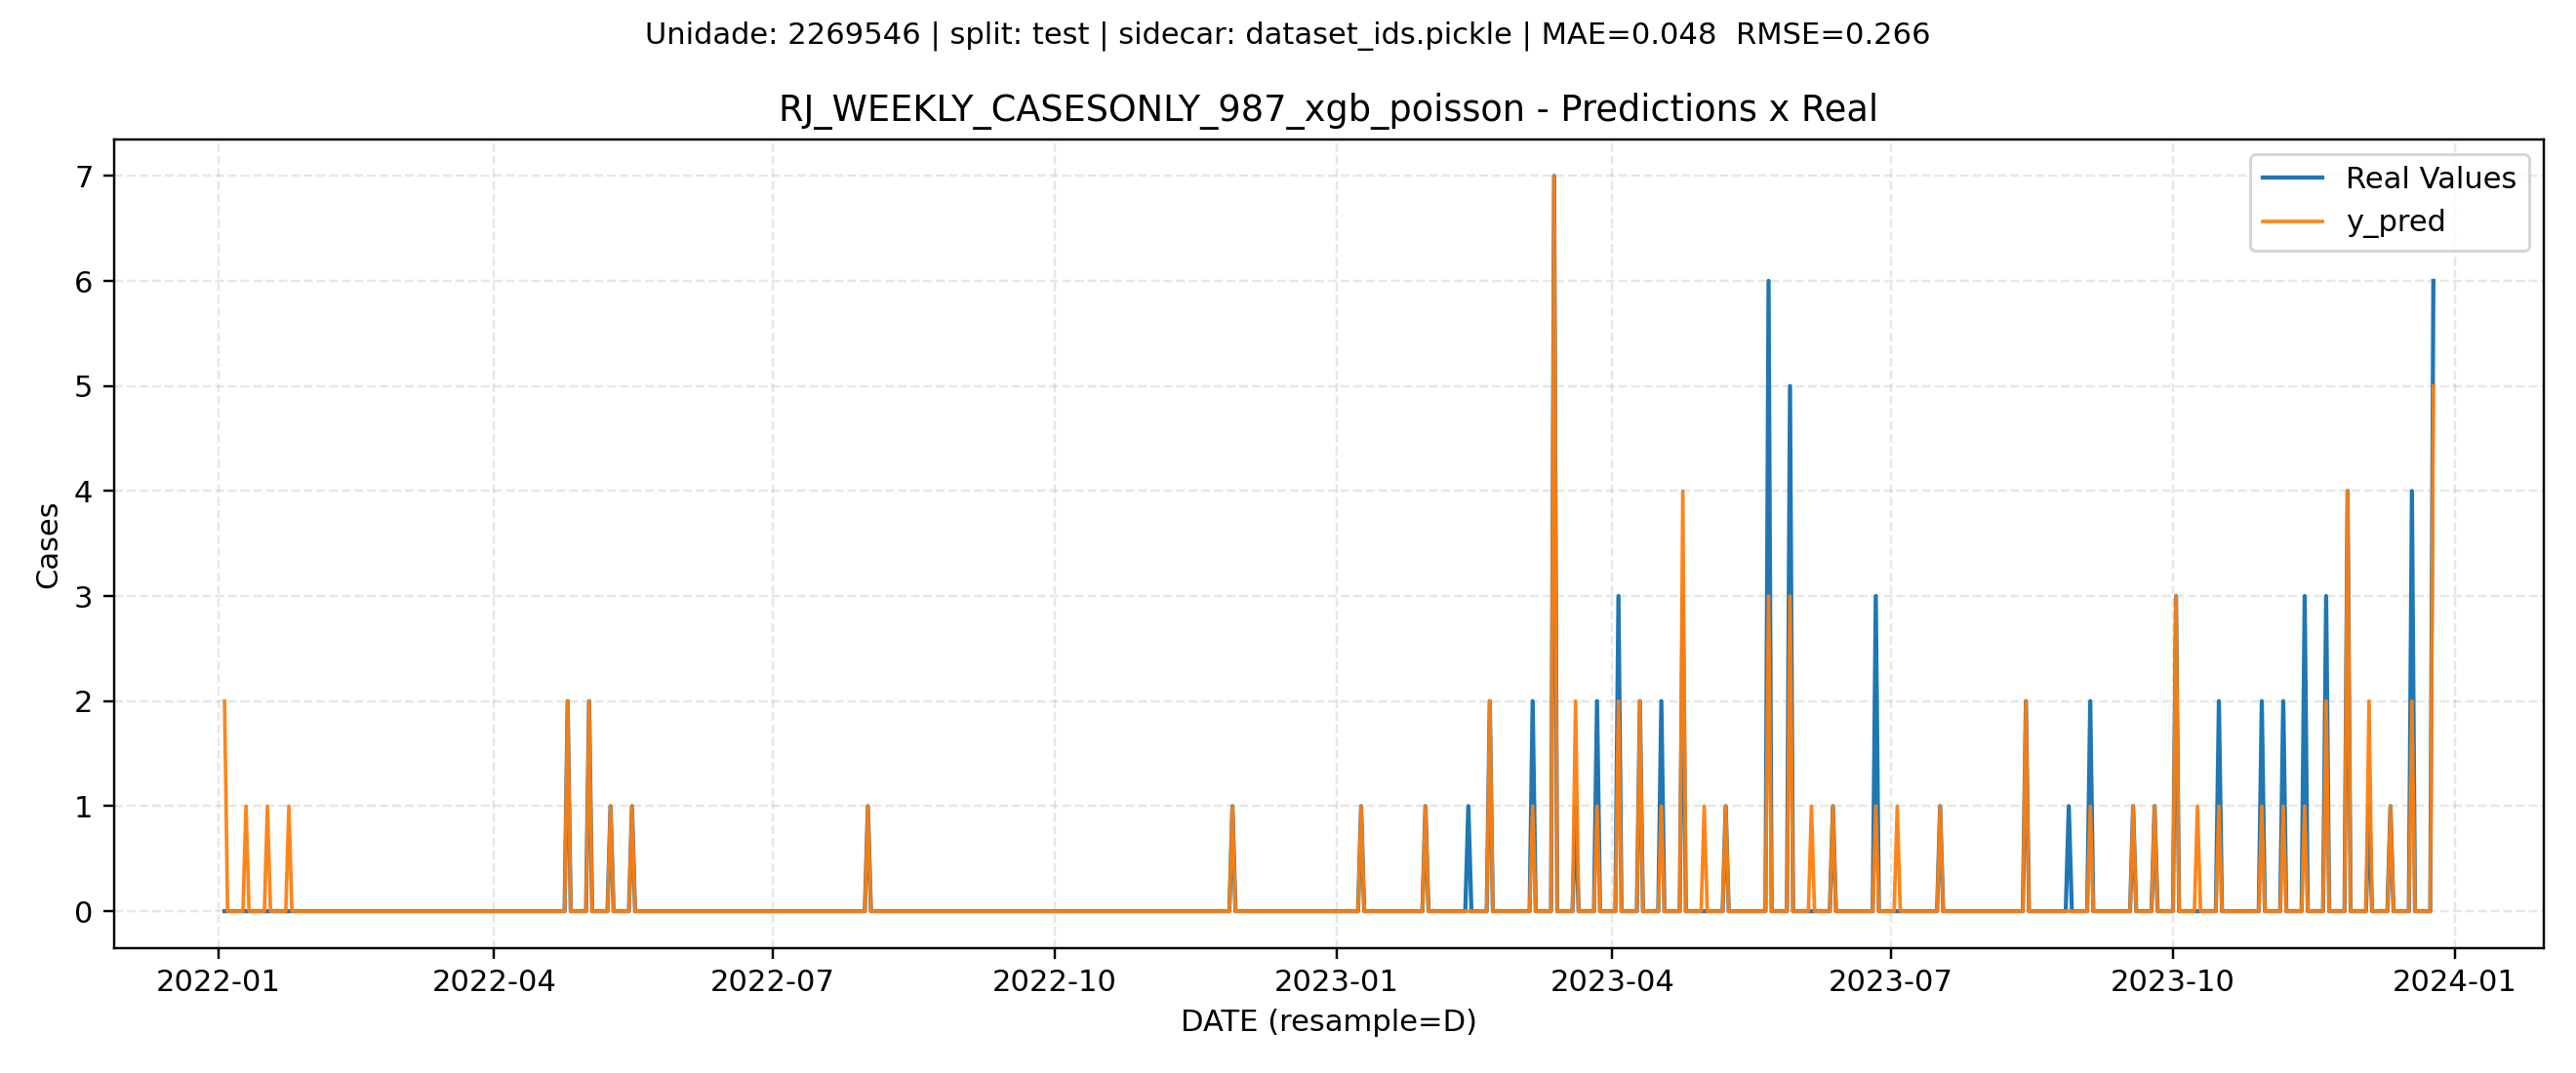 Unidade: 2269546 | split: test | sidecar: dataset_ids.pickle | MAE=0.048  RMSE=0.266
RJ_WEEKLY_CASESONLY_987_xgb_poisson - Predictions x Real
Real Values
y_pred
7
6
5
4
3
2
1
0
Cases
2022-01
2022-04
2022-07
2022-10
2023-01
2023-04
2023-07
2023-10
2024-01
DATE (resample=D)